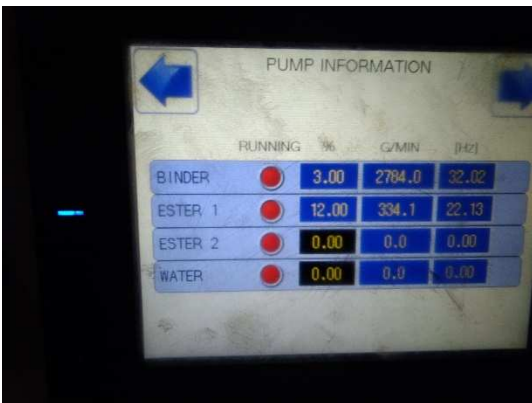 PUMP INFORMATION
RUNNING % G/MIN [HZ]
BINDER 3.00 2784.0 32.02
ESTER 1 12.00 334.1 22.13
ESTER 2 0.00 0.0 0.00
WATER 0.00 0.0 0.00